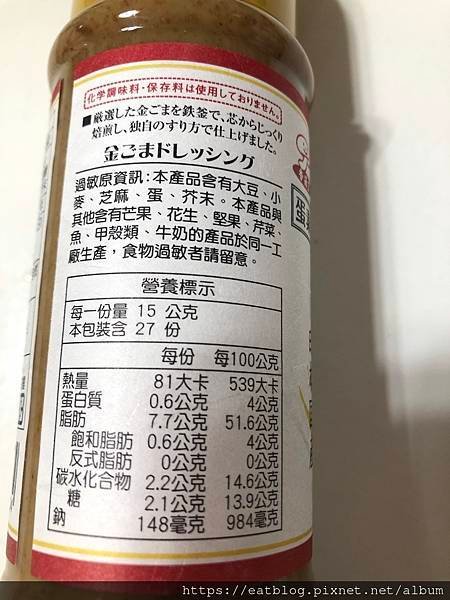 化学調味料・保存料は使用しておりません。
■厳選した金ごまを鉄釜で、芯からじっくり
焙煎し、独自のすり方で仕上げました。
金ごまドレッシング
過敏原資訊:本產品含有大豆、小
麥、芝麻、蛋、芥末。本產品與
其他含有芒果、花生、堅果、芹菜、
魚、甲殼類、牛奶的產品於同一工
廠生產，食物過敏者請留意。
營養標示
每一份量 15 公克
本包裝含 27 份
每份 每100公克
熱量 81大卡 539大卡
蛋白質 0.6公克 4公克
脂肪 7.7公克 51.6公克
飽和脂肪 0.6公克 4公克
反式脂肪 0公克 0公克
碳水化合物 2.2公克 14.6公克
糖 2.1公克 13.9公克
鈉 148毫克 984毫克
蛋
https://eatblog.pixnet.net/album